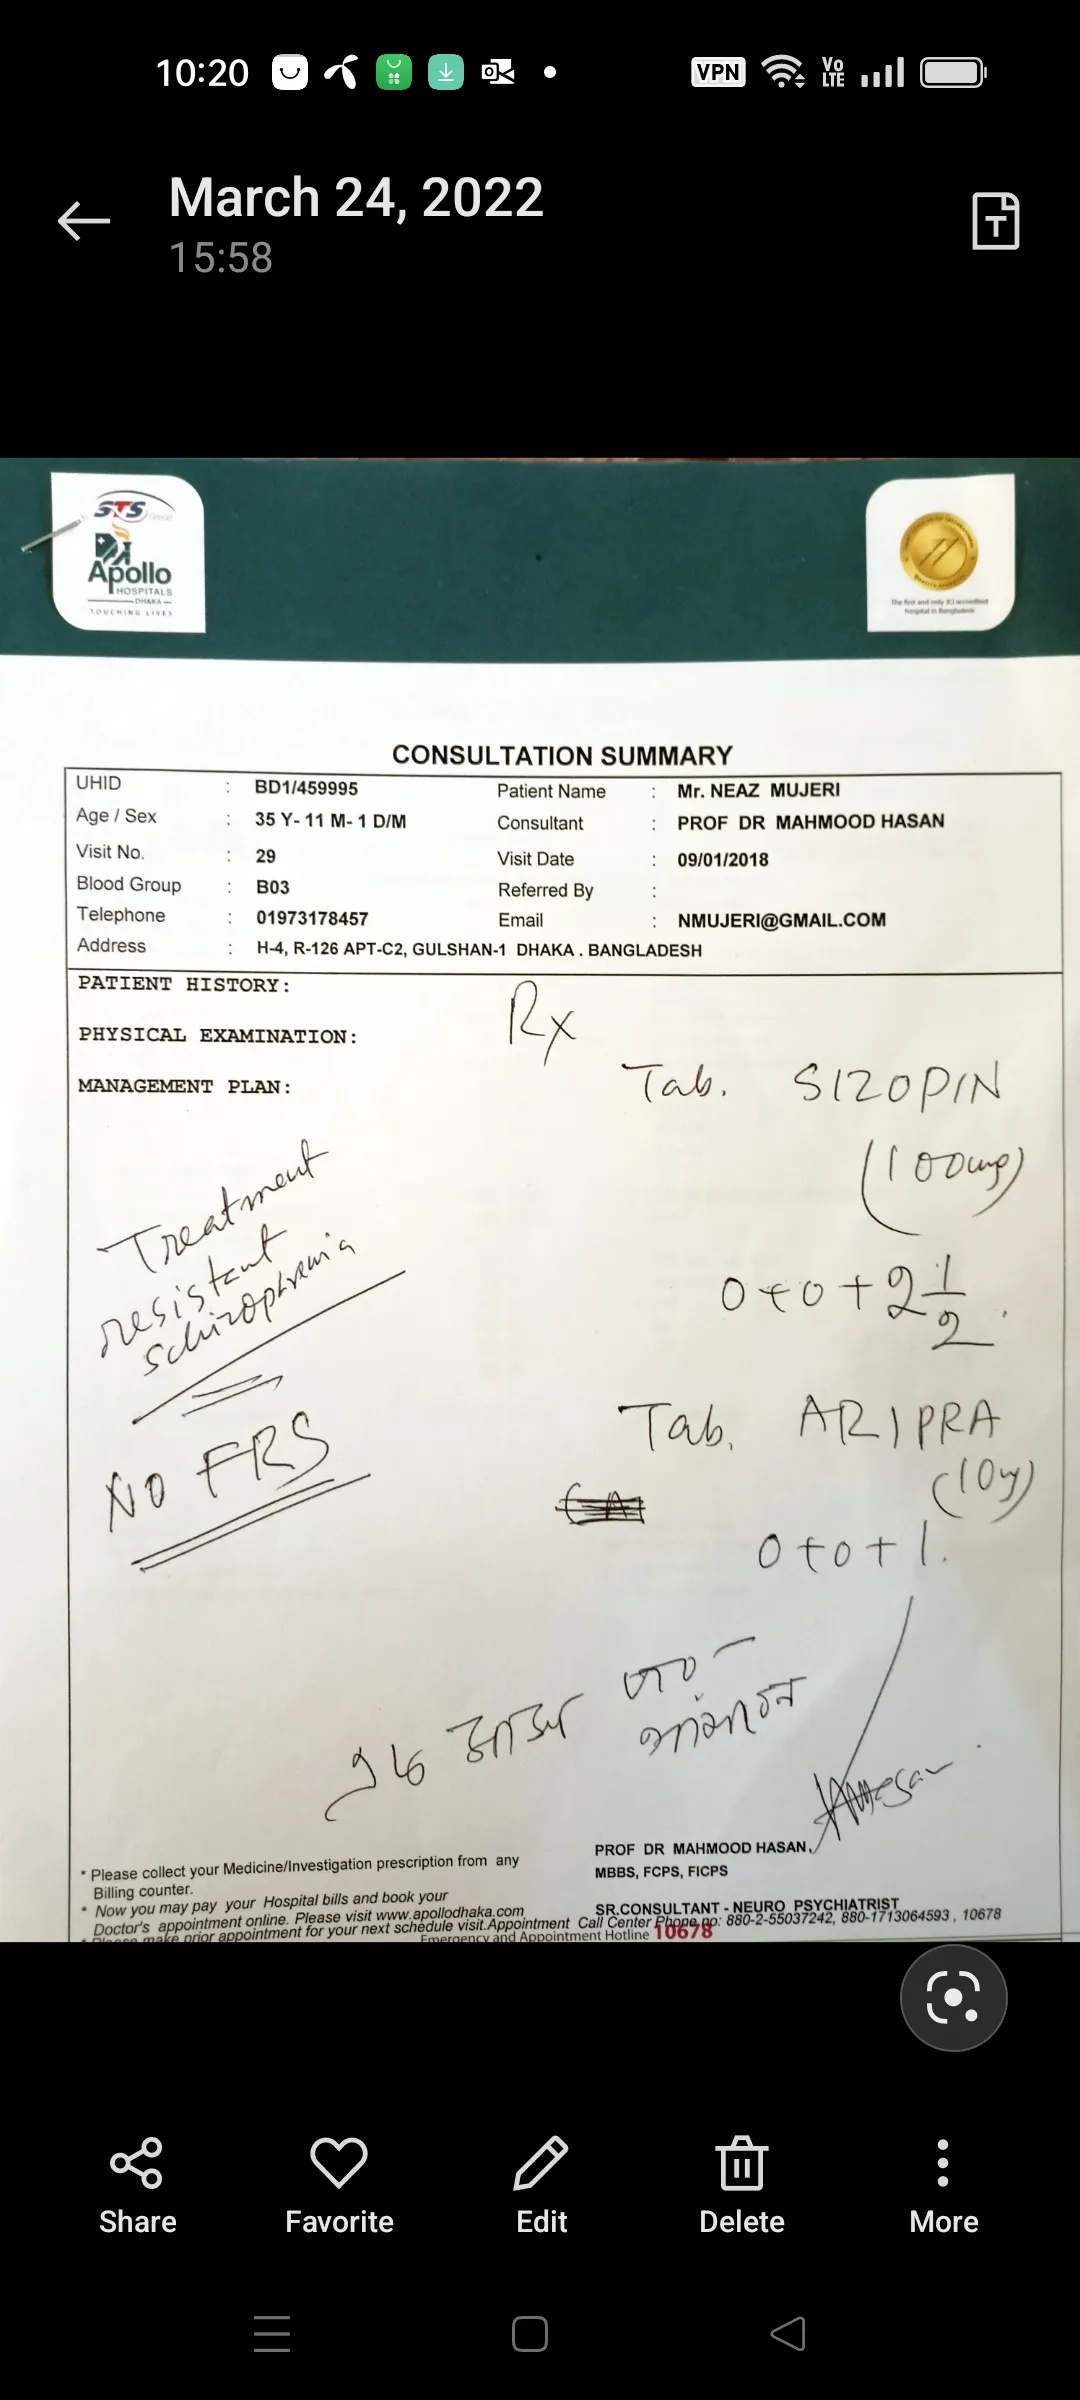 10:20
VPN
Vo LTE
March 24, 2022
15:58
T
STS
Apollo
HOSPITALS
DHAKA
TOUCHING LIVES
The first and only JCI accredited
hospital in Bangladesh
CONSULTATION SUMMARY
UHID : BD1/459995 Patient Name : Mr. NEAZ MUJERI
Age / Sex : 35 Y- 11 M- 1 D/M Consultant : PROF DR MAHMOOD HASAN
Visit No. : 29 Visit Date : 09/01/2018
Blood Group : B03 Referred By :
Telephone : 01973178457 Email : NMUJERI@GMAIL.COM
Address : H-4, R-126 APT-C2, GULSHAN-1 DHAKA . BANGLADESH
PATIENT HISTORY:
PHYSICAL EXAMINATION:
MANAGEMENT PLAN:
Rx
Tab. SIZOPIN
(100mg)
0+0+2 1/2
Treatment
resistant
schizophrenia
NO FRS
Tab. ARIPRA
(10mg)
0+0+1.
PROF DR MAHMOOD HASAN
MBBS, FCPS, FICPS
SR.CONSULTANT - NEURO PSYCHIATRIST
* Please collect your Medicine/Investigation prescription from any
Billing counter.
* Now you may pay your Hospital bills and book your
Doctor's appointment online. Please visit www.apollodhaka.com
* Please make prior appointment for your next schedule visit.Appointment Call Center Phone no: 880-2-55037242, 880-1713064593 , 10678
Emergency and Appointment Hotline 10678
Share
Favorite
Edit
Delete
More